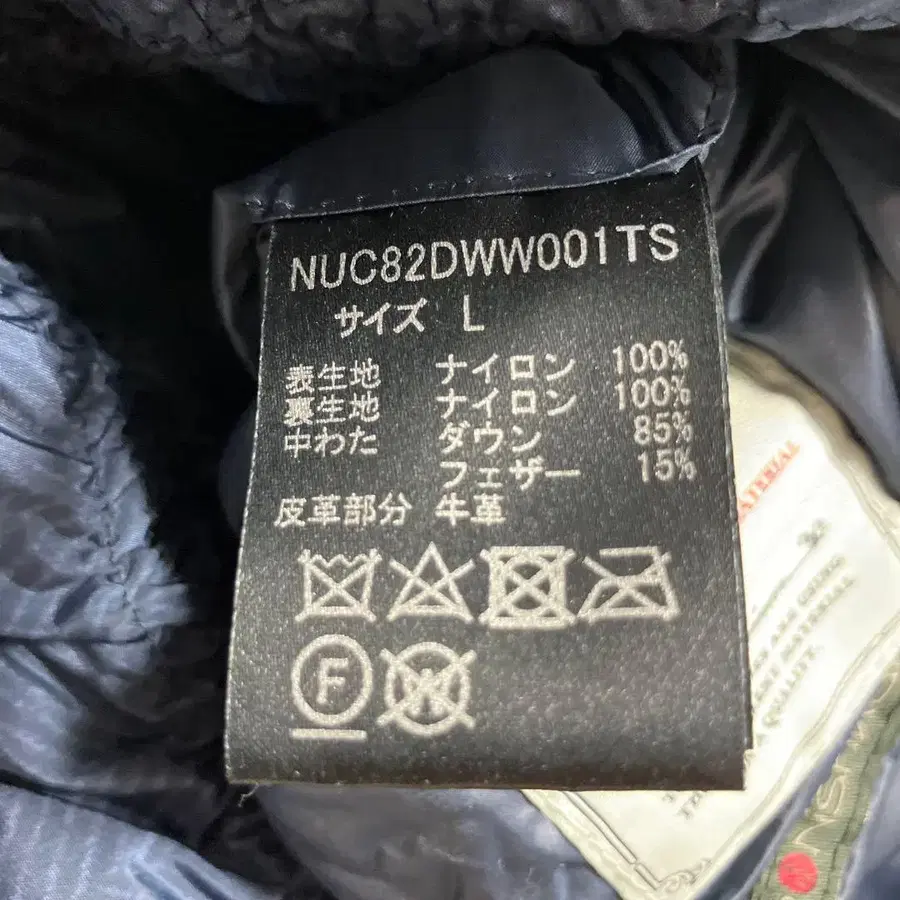 NUC82DWW001TS
サイズ L
表生地 ナイロン 100%
裏生地 ナイロン 100%
中わた ダウン 85%
フェザー 15%
皮革部分 牛革
F
W
MATERIAL
QUALITY.